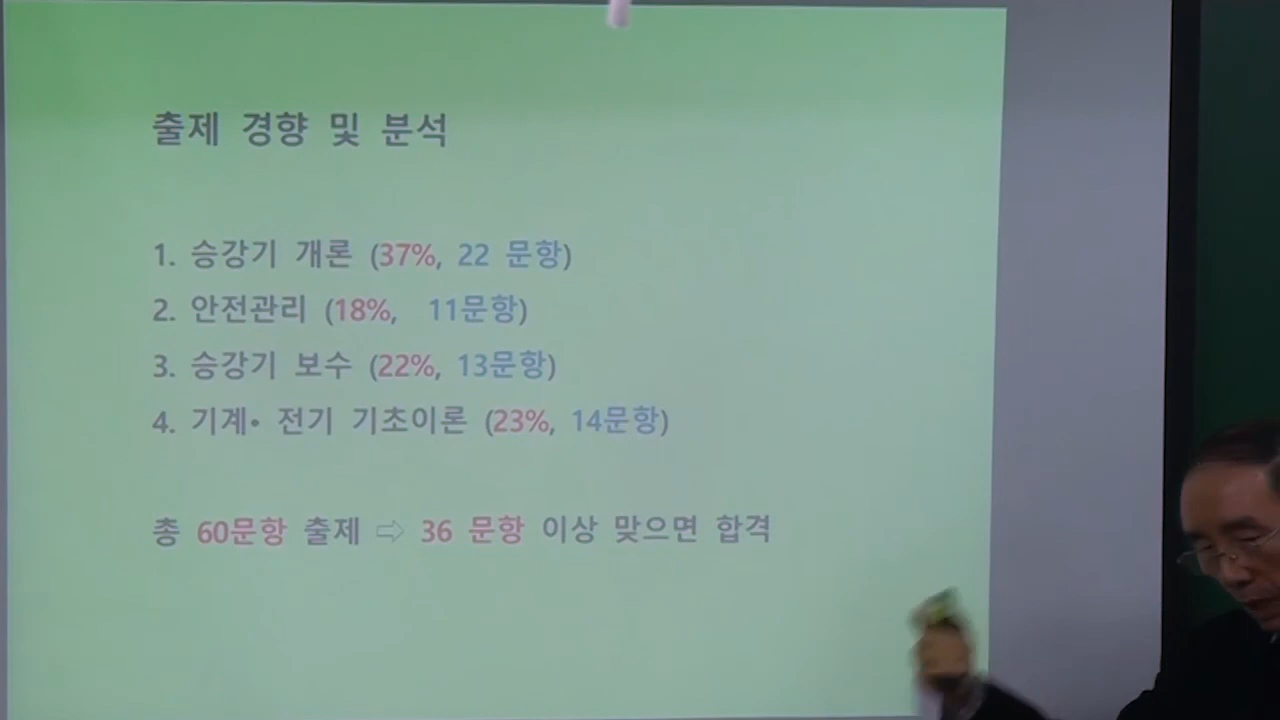 출제 경향 및 분석
1. 승강기 개론 (37%, 22 문항)
2. 안전관리 (18%, 11문항)
3. 승강기 보수 (22%, 13문항)
4. 기계• 전기 기초이론 (23%, 14문항)
총 60문항 출제 ⇨ 36 문항 이상 맞으면 합격